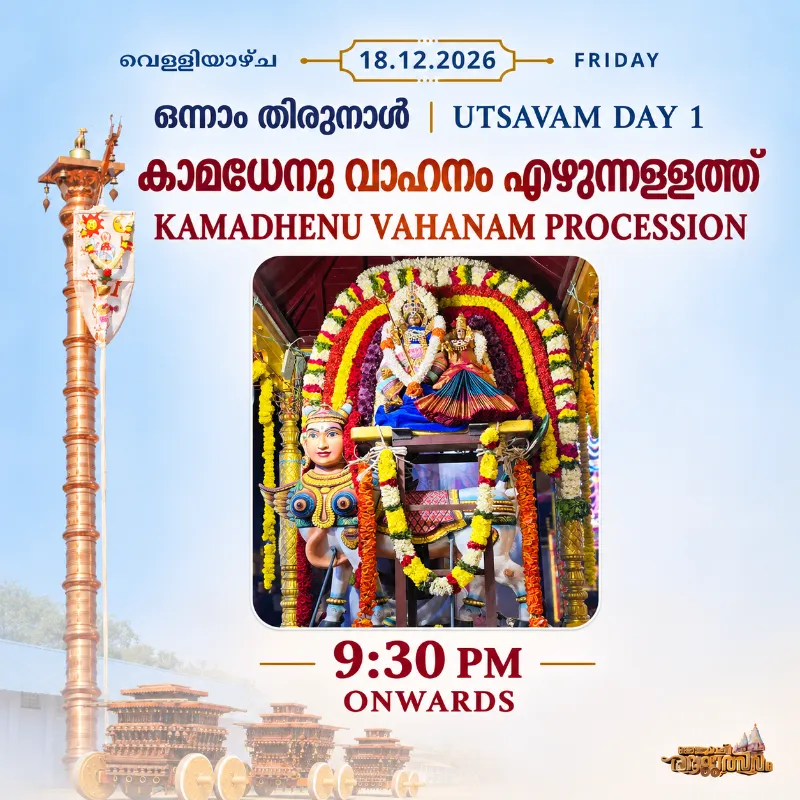 വെള്ളിയാഴ്ച 18.12.2026 FRIDAY
ഒന്നാം തിരുനാൾ | UTSAVAM DAY 1
കാമധേനു വാഹനം എഴുന്നള്ളത്ത്
KAMADHENU VAHANAM PROCESSION
9:30 PM
ONWARDS